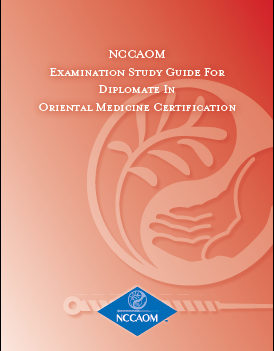 NCCAOM
Examination Study Guide For
Diplomate In
Oriental Medicine Certification
NCCAOM